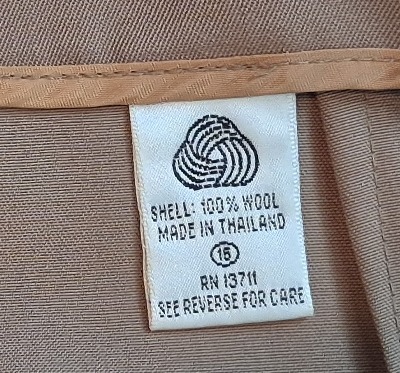 SHELL: 100% WOOL
MADE IN THAILAND
15
RN 13711
SEE REVERSE FOR CARE